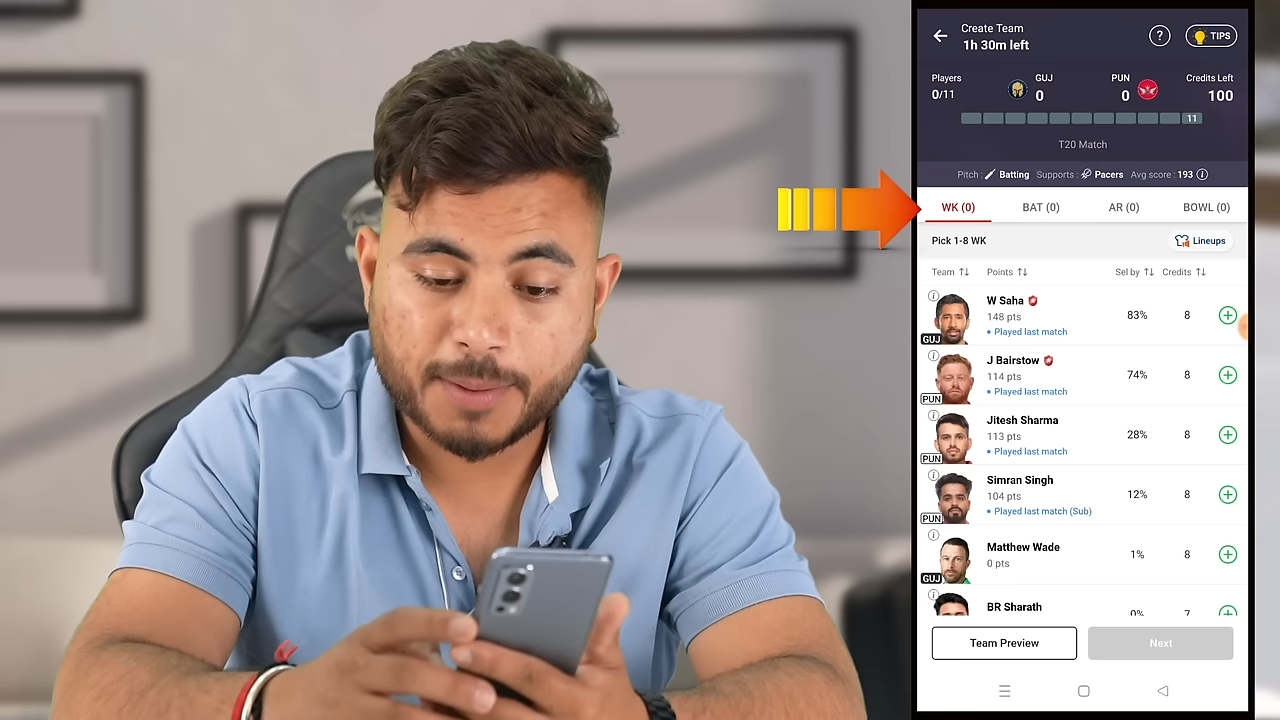 Create Team
1h 30m left
?
TIPS
Players
GUJ
PUN
Credits Left
0/11
0
0
100
11
T20 Match
Pitch : Batting Supports : Pacers Avg score : 193 i
WK (0) BAT (0) AR (0) BOWL (0)
Pick 1-8 WK
Lineups
Team Points Sel by Credits
W Saha
148 pts
83% 8
Played last match
GUJ
J Bairstow
114 pts
74% 8
Played last match
PUN
Jitesh Sharma
113 pts
28% 8
Played last match
PUN
Simran Singh
104 pts
12% 8
Played last match (Sub)
PUN
Matthew Wade
0 pts
1% 8
GUJ
BR Sharath
0% 7
Team Preview
Next